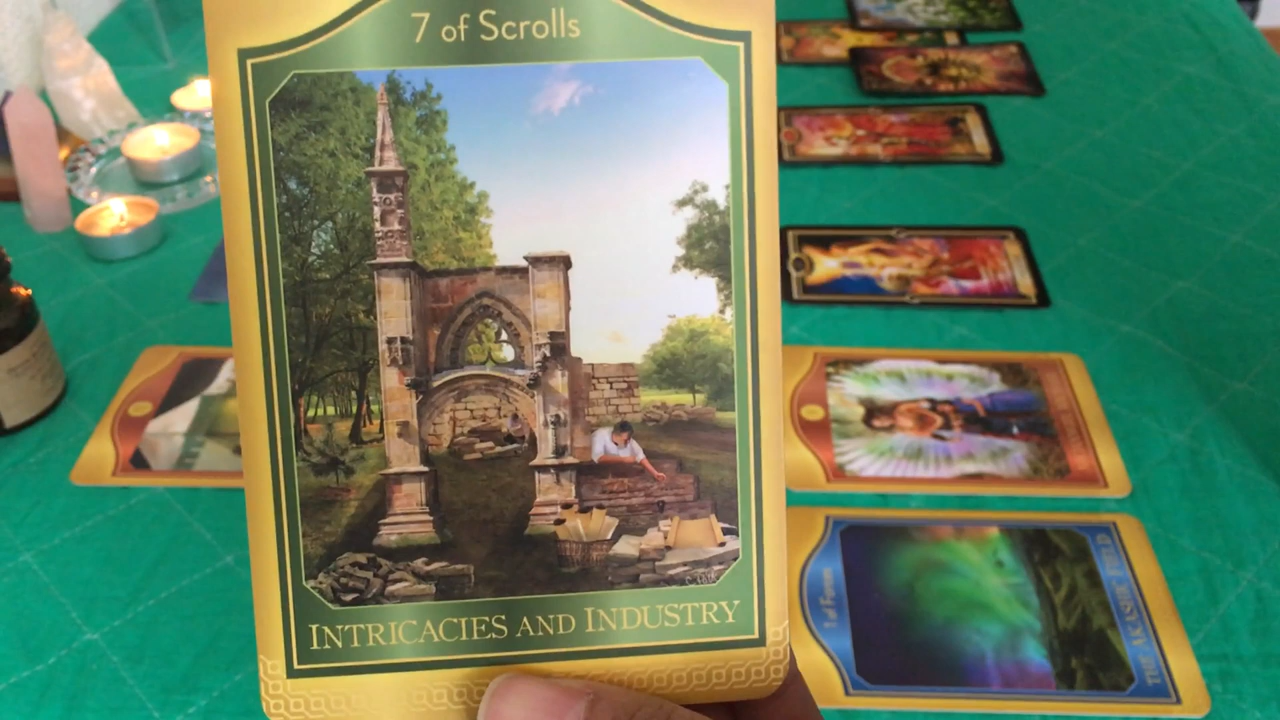 7 of Scrolls
INTRICACIES AND INDUSTRY
THE AKASHIC FIELD